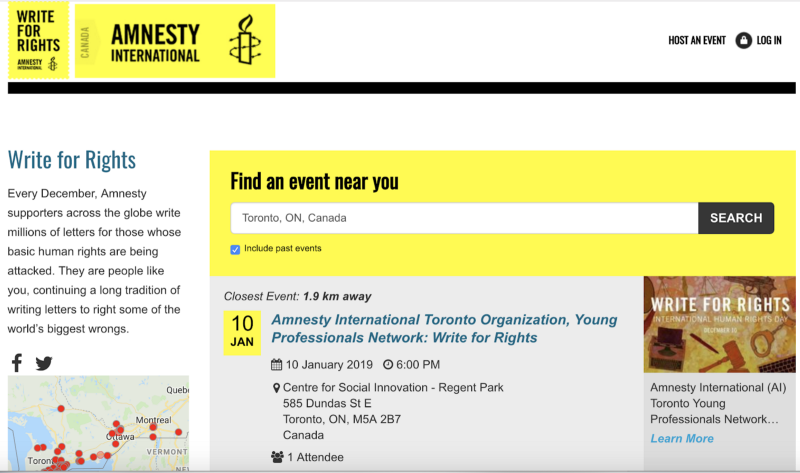 WRITE
FOR
RIGHTS
AMNESTY
INTERNATIONAL
CANADA
AMNESTY
INTERNATIONAL
HOST AN EVENT
LOG IN
Write for Rights
Every December, Amnesty
supporters across the globe write
millions of letters for those whose
basic human rights are being
attacked. They are people like
you, continuing a long tradition of
writing letters to right some of the
world's biggest wrongs.
Quebe
Montreal
Ottawa
Toron
VERMONT
NEW
Find an event near you
Toronto, ON, Canada
SEARCH
Include past events
Closest Event: 1.9 km away
10
JAN
Amnesty International Toronto Organization, Young
Professionals Network: Write for Rights
10 January 2019 6:00 PM
Centre for Social Innovation - Regent Park
585 Dundas St E
Toronto, ON, M5A 2B7
Canada
1 Attendee
WRITE FOR RIGHTS
INTERNATIONAL HUMAN RIGHTS DAY
DECEMBER 10
Amnesty International (AI)
Toronto Young
Professionals Network…
Learn More